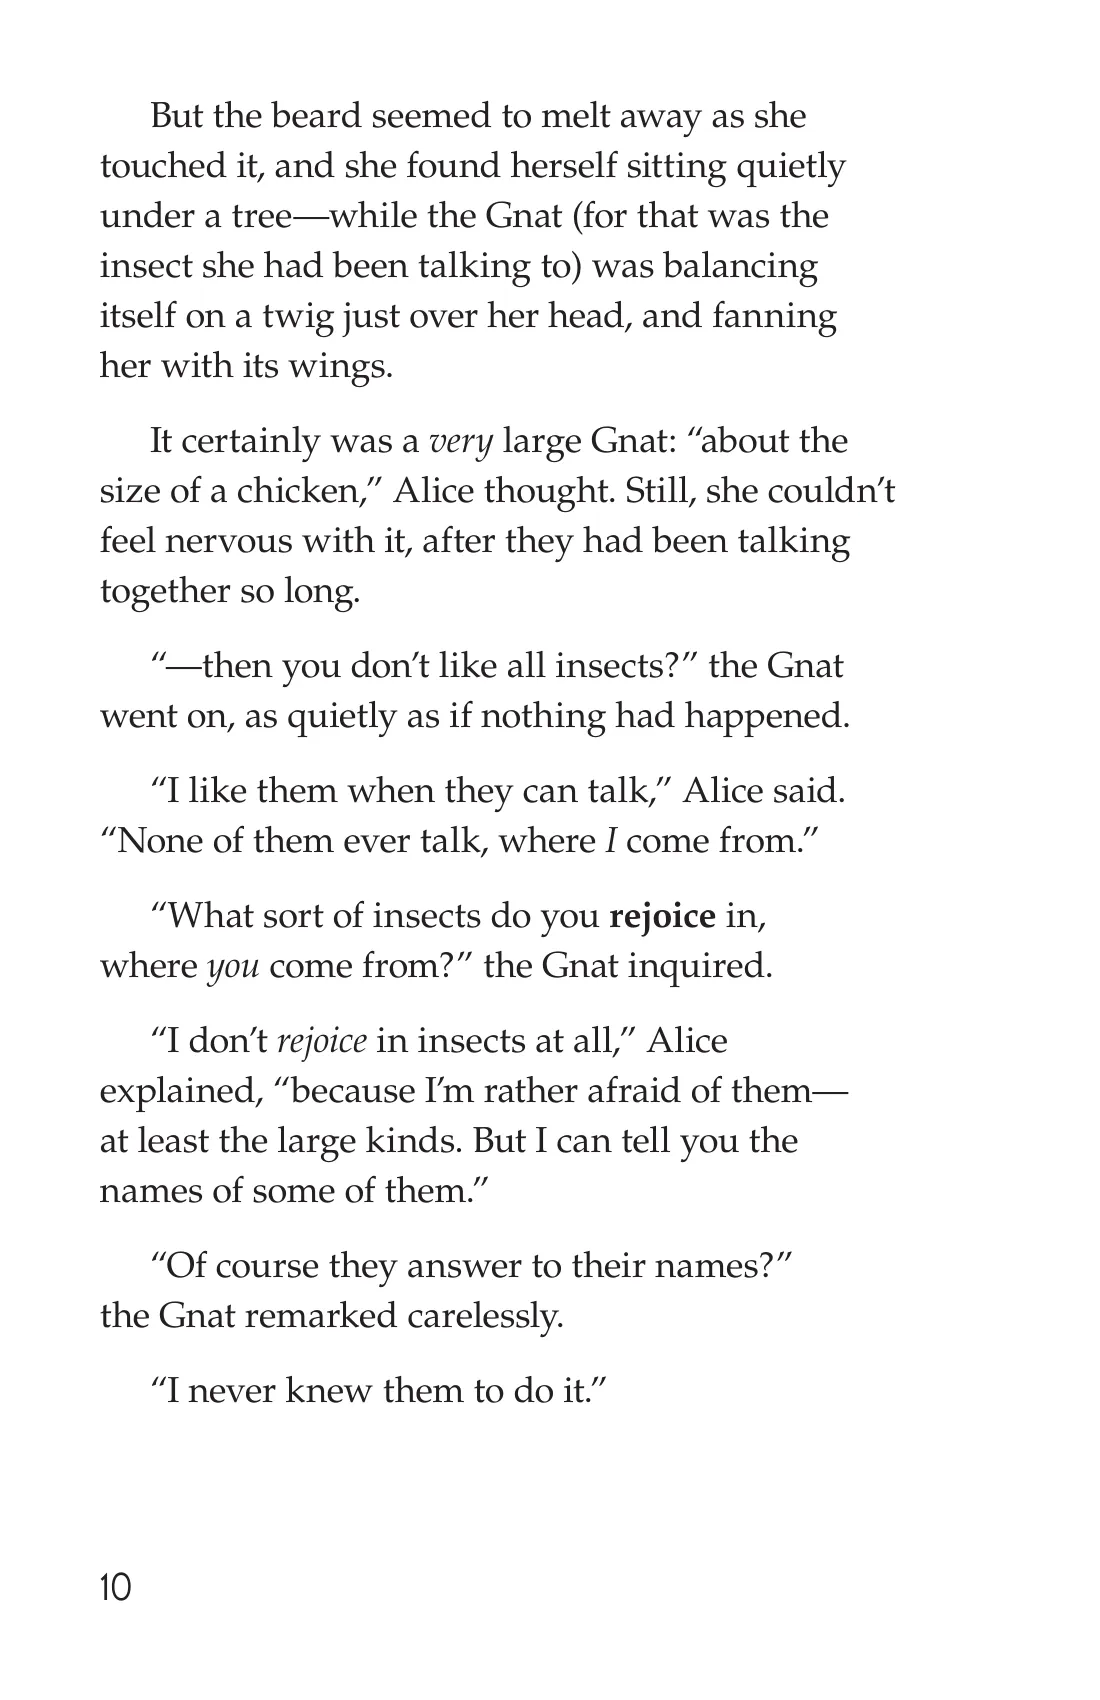 But the beard seemed to melt away as she
touched it, and she found herself sitting quietly
under a tree—while the Gnat (for that was the
insect she had been talking to) was balancing
itself on a twig just over her head, and fanning
her with its wings.
It certainly was a very large Gnat: “about the
size of a chicken,” Alice thought. Still, she couldn’t
feel nervous with it, after they had been talking
together so long.
“—then you don’t like all insects?” the Gnat
went on, as quietly as if nothing had happened.
“I like them when they can talk,” Alice said.
“None of them ever talk, where I come from.”
“What sort of insects do you rejoice in,
where you come from?” the Gnat inquired.
“I don’t rejoice in insects at all,” Alice
explained, “because I’m rather afraid of them—
at least the large kinds. But I can tell you the
names of some of them.”
“Of course they answer to their names?”
the Gnat remarked carelessly.
“I never knew them to do it.”
10